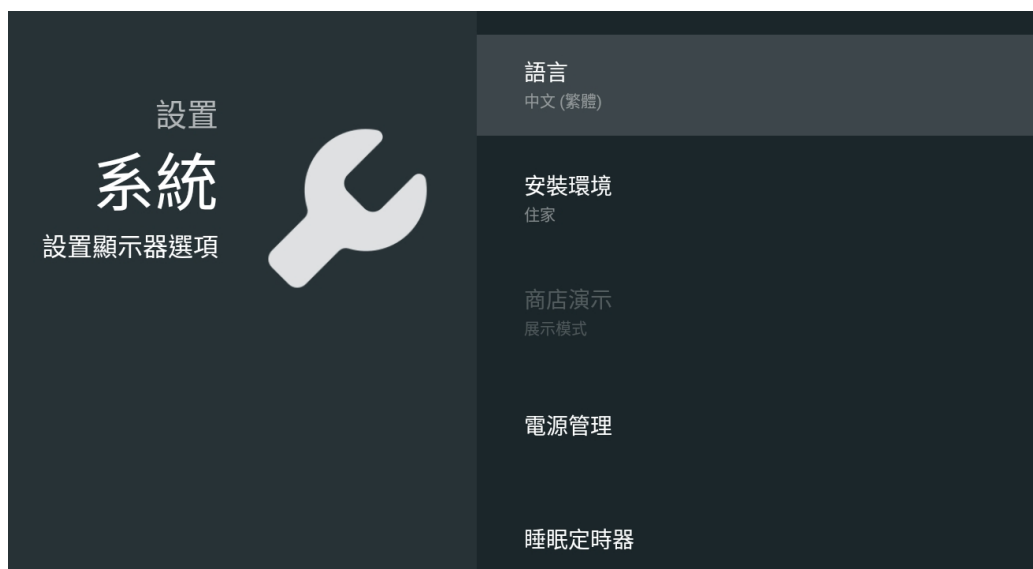 設置
系統
設置顯示器選項
語言
中文 (繁體)
安裝環境
住家
商店演示
展示模式
電源管理
睡眠定時器